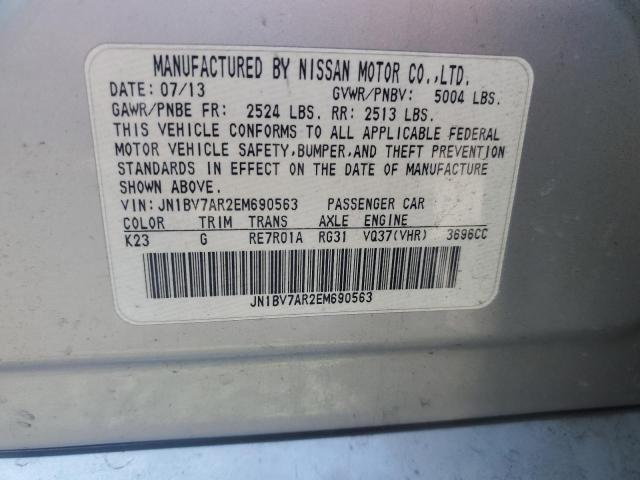 MANUFACTURED BY NISSAN MOTOR CO.,LTD.
DATE: 07/13 GVWR/PNBV: 5004 LBS.
GAWR/PNBE FR: 2524 LBS. RR: 2513 LBS.
THIS VEHICLE CONFORMS TO ALL APPLICABLE FEDERAL
MOTOR VEHICLE SAFETY,BUMPER,AND THEFT PREVENTION
STANDARDS IN EFFECT ON THE DATE OF MANUFACTURE
SHOWN ABOVE.
VIN: JN1BV7AR2EM690563 PASSENGER CAR
COLOR TRIM TRANS AXLE ENGINE
K23 G RE7R01A RG31 VQ37(VHR) 3696CC
JN1BV7AR2EM690563